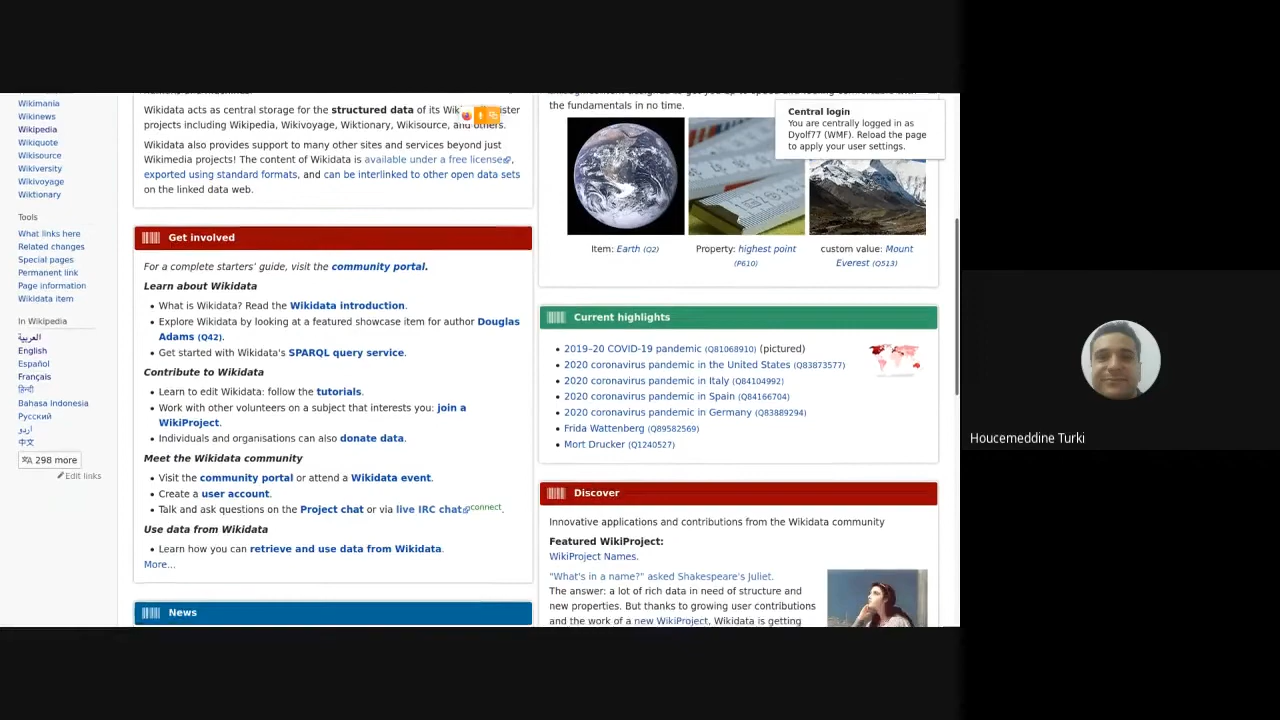 Wikimania
Wikinews
Wikipedia
Wikiquote
Wikisource
Wikiversity
Wikivoyage
Wiktionary
Tools
What links here
Related changes
Special pages
Permanent link
Page information
Wikidata item
In Wikipedia
العربية
English
Español
Français
हिन्दी
Bahasa Indonesia
Русский
اردو
中文
298 more
Edit links
Wikidata acts as central storage for the structured data of its
projects including Wikipedia, Wikivoyage, Wiktionary, Wikisource, and others.
Wikidata also provides support to many other sites and services beyond just
Wikimedia projects! The content of Wikidata is available under a free license,
exported using standard formats, and can be interlinked to other open data sets
on the linked data web.
Get involved
For a complete starters' guide, visit the community portal.
Learn about Wikidata
• What is Wikidata? Read the Wikidata introduction.
• Explore Wikidata by looking at a featured showcase item for author Douglas
Adams (Q42).
• Get started with Wikidata's SPARQL query service.
Contribute to Wikidata
• Learn to edit Wikidata: follow the tutorials.
• Work with other volunteers on a subject that interests you: join a
WikiProject.
• Individuals and organisations can also donate data.
Meet the Wikidata community
• Visit the community portal or attend a Wikidata event.
• Create a user account.
• Talk and ask questions on the Project chat or via live IRC chat connect.
Use data from Wikidata
• Learn how you can retrieve and use data from Wikidata.
More...
News
the fundamentals in no time.
Central login
You are centrally logged in as
Dyolf77 (WMF). Reload the page
to apply your user settings.
Item: Earth (Q2)
Property: highest point
(P610)
custom value: Mount
Everest (Q513)
Current highlights
• 2019–20 COVID-19 pandemic (Q81068910) (pictured)
• 2020 coronavirus pandemic in the United States (Q83873577)
• 2020 coronavirus pandemic in Italy (Q84104992)
• 2020 coronavirus pandemic in Spain (Q84166704)
• 2020 coronavirus pandemic in Germany (Q83889294)
• Frida Wattenberg (Q89582569)
• Mort Drucker (Q1240527)
Discover
Innovative applications and contributions from the Wikidata community
Featured WikiProject:
WikiProject Names.
"What's in a name?" asked Shakespeare's Juliet.
The answer: a lot of rich data in need of structure and
new properties. But thanks to growing user contributions
and the work of a new WikiProject, Wikidata is getting
Houcemeddine Turki